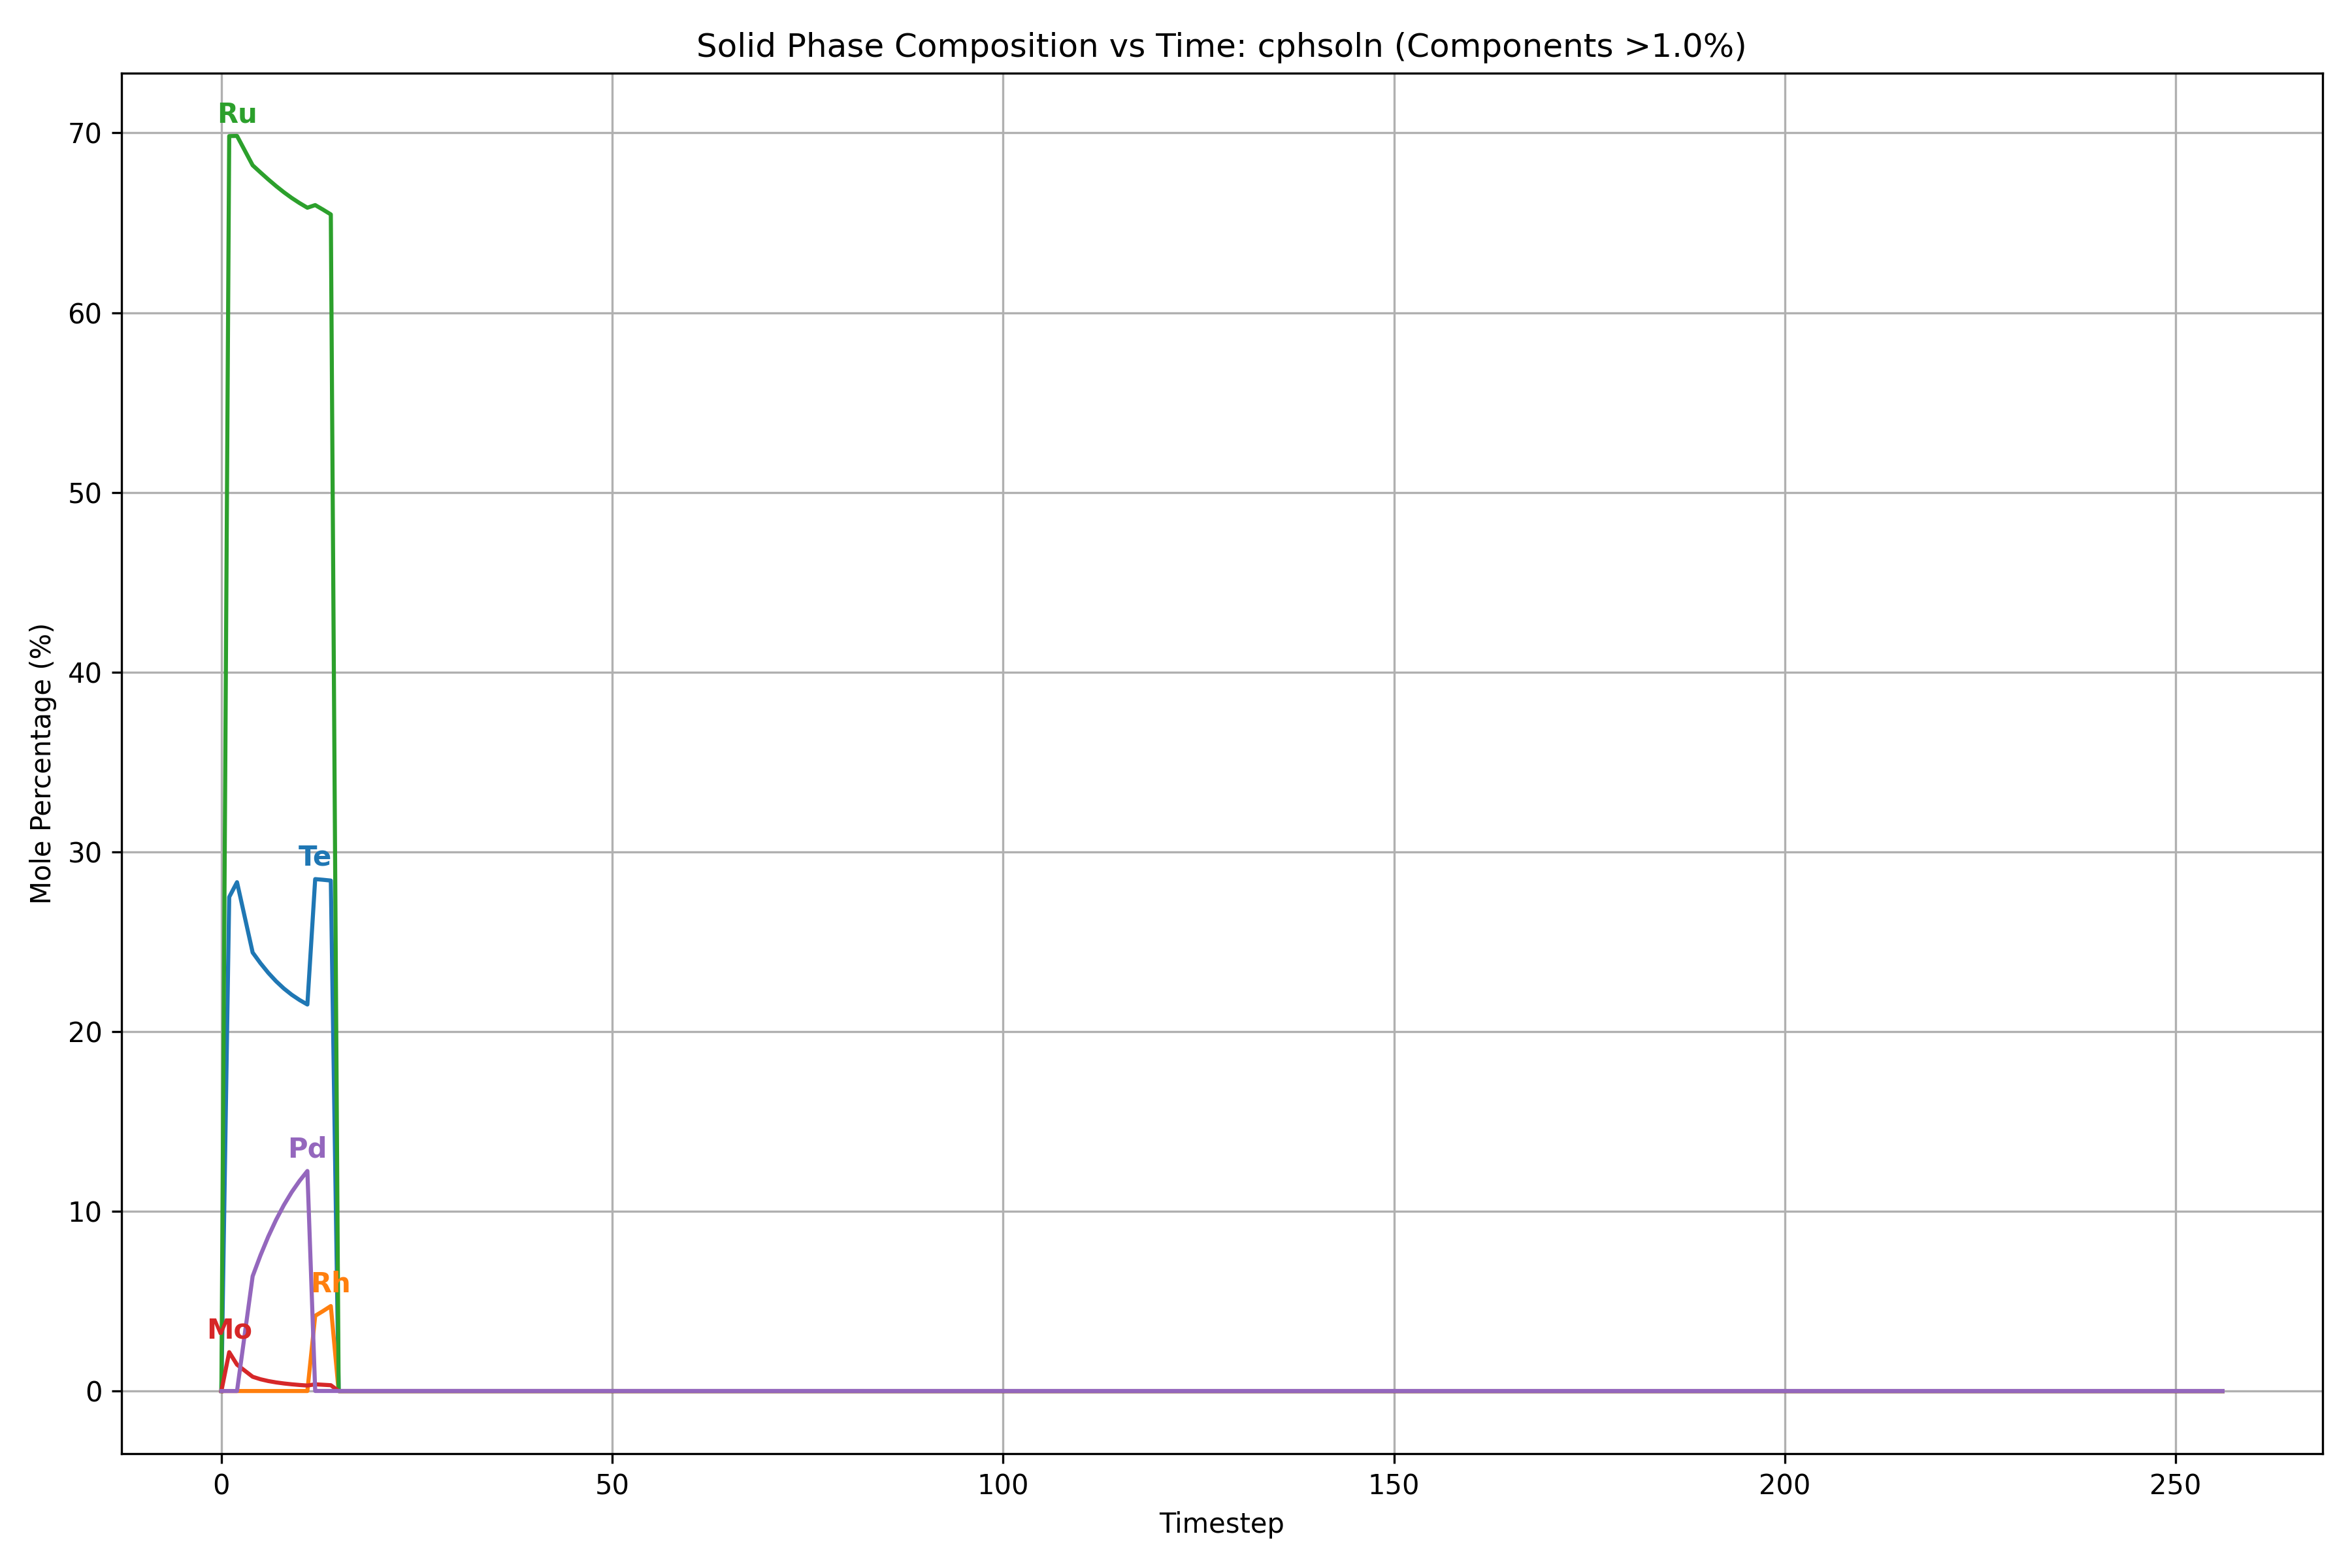 Solid Phase Composition vs Time: cphsoln (Components >1.0%)
Mole Percentage (%)
70
60
50
40
30
20
10
0
Ru
Te
Pd
Rh
Mo
0 50 100 150 200 250
Timestep